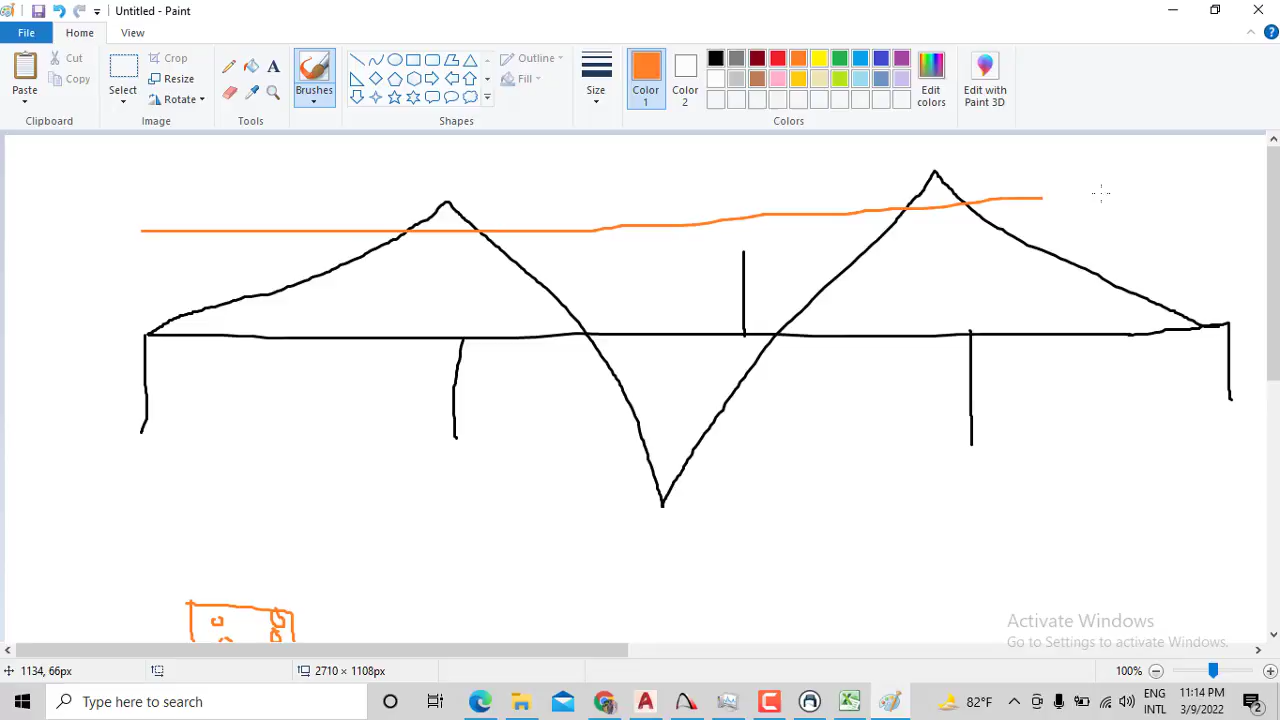 Untitled - Paint
File
Home
View
Paste
Cut
Copy
Clipboard
Select
Crop
Resize
Rotate
Image
A
Tools
Brushes
Outline
Fill
Shapes
Size
Color
1
Color
2
Edit
colors
Colors
Edit with
Paint 3D
Activate Windows
Go to Settings to activate Windows.
1134, 66px
2710 × 1108px
100%
Type here to search
82°F
ENG
INTL
11:14 PM
3/9/2022
2